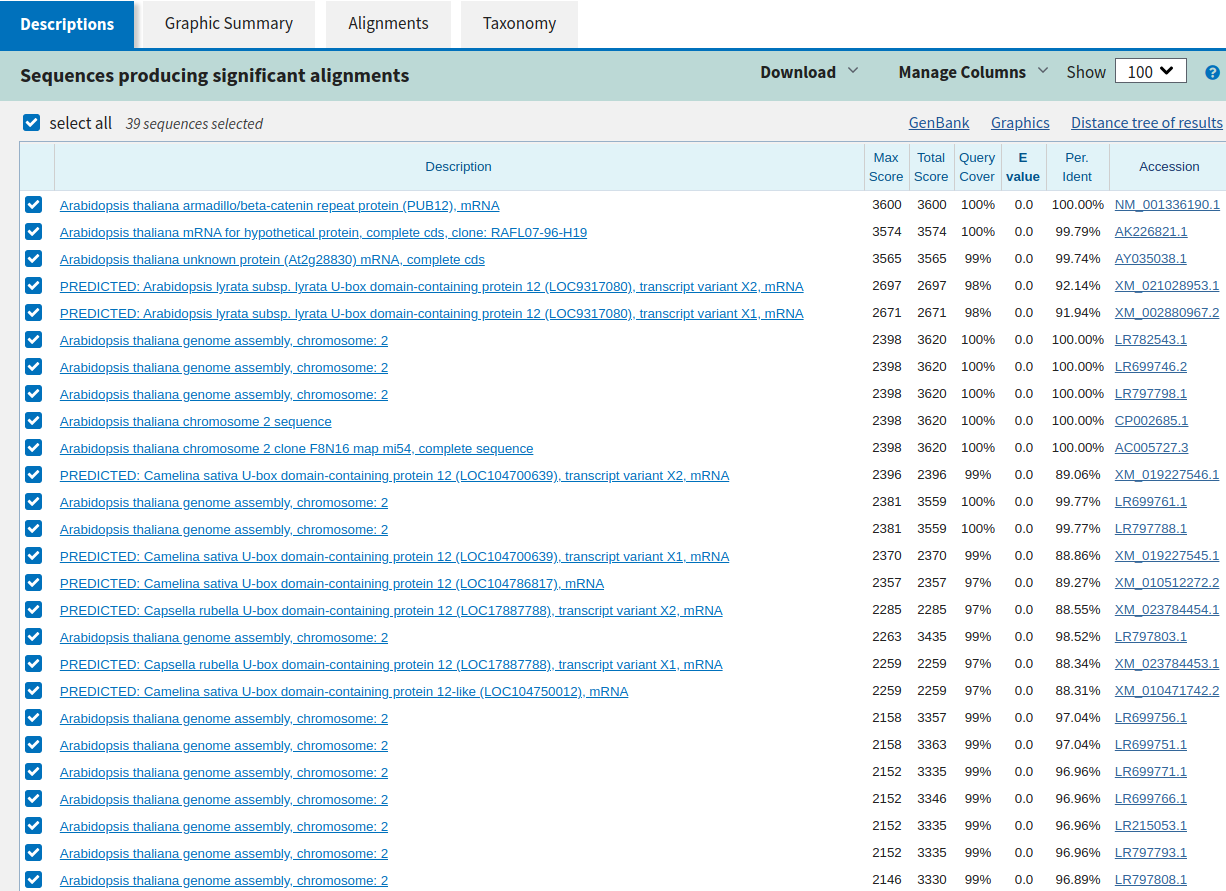 Descriptions Graphic Summary Alignments Taxonomy
Sequences producing significant alignments Download Manage Columns Show 100 ?
select all 39 sequences selected GenBank Graphics Distance tree of results
Description Max Score Total Score Query Cover E value Per. Ident Accession
Arabidopsis thaliana armadillo/beta-catenin repeat protein (PUB12), mRNA 3600 3600 100% 0.0 100.00% NM_001336190.1
Arabidopsis thaliana mRNA for hypothetical protein, complete cds, clone: RAFL07-96-H19 3574 3574 100% 0.0 99.79% AK226821.1
Arabidopsis thaliana unknown protein (At2g28830) mRNA, complete cds 3565 3565 99% 0.0 99.74% AY035038.1
PREDICTED: Arabidopsis lyrata subsp. lyrata U-box domain-containing protein 12 (LOC9317080), transcript variant X2, mRNA 2697 2697 98% 0.0 92.14% XM_021028953.1
PREDICTED: Arabidopsis lyrata subsp. lyrata U-box domain-containing protein 12 (LOC9317080), transcript variant X1, mRNA 2671 2671 98% 0.0 91.94% XM_002880967.2
Arabidopsis thaliana genome assembly, chromosome: 2 2398 3620 100% 0.0 100.00% LR782543.1
Arabidopsis thaliana genome assembly, chromosome: 2 2398 3620 100% 0.0 100.00% LR699746.2
Arabidopsis thaliana genome assembly, chromosome: 2 2398 3620 100% 0.0 100.00% LR797798.1
Arabidopsis thaliana chromosome 2 sequence 2398 3620 100% 0.0 100.00% CP002685.1
Arabidopsis thaliana chromosome 2 clone F8N16 map mi54, complete sequence 2398 3620 100% 0.0 100.00% AC005727.3
PREDICTED: Camelina sativa U-box domain-containing protein 12 (LOC104700639), transcript variant X2, mRNA 2396 2396 99% 0.0 89.06% XM_019227546.1
Arabidopsis thaliana genome assembly, chromosome: 2 2381 3559 100% 0.0 99.77% LR699761.1
Arabidopsis thaliana genome assembly, chromosome: 2 2381 3559 100% 0.0 99.77% LR797788.1
PREDICTED: Camelina sativa U-box domain-containing protein 12 (LOC104700639), transcript variant X1, mRNA 2370 2370 99% 0.0 88.86% XM_019227545.1
PREDICTED: Camelina sativa U-box domain-containing protein 12 (LOC104786817), mRNA 2357 2357 97% 0.0 89.27% XM_010512272.2
PREDICTED: Capsella rubella U-box domain-containing protein 12 (LOC17887788), transcript variant X2, mRNA 2285 2285 97% 0.0 88.55% XM_023784454.1
Arabidopsis thaliana genome assembly, chromosome: 2 2263 3435 99% 0.0 98.52% LR797803.1
PREDICTED: Capsella rubella U-box domain-containing protein 12 (LOC17887788), transcript variant X1, mRNA 2259 2259 97% 0.0 88.34% XM_023784453.1
PREDICTED: Camelina sativa U-box domain-containing protein 12-like (LOC104750012), mRNA 2259 2259 97% 0.0 88.31% XM_010471742.2
Arabidopsis thaliana genome assembly, chromosome: 2 2158 3357 99% 0.0 97.04% LR699756.1
Arabidopsis thaliana genome assembly, chromosome: 2 2158 3363 99% 0.0 97.04% LR699751.1
Arabidopsis thaliana genome assembly, chromosome: 2 2152 3335 99% 0.0 96.96% LR699771.1
Arabidopsis thaliana genome assembly, chromosome: 2 2152 3346 99% 0.0 96.96% LR699766.1
Arabidopsis thaliana genome assembly, chromosome: 2 2152 3335 99% 0.0 96.96% LR215053.1
Arabidopsis thaliana genome assembly, chromosome: 2 2152 3335 99% 0.0 96.96% LR797793.1
Arabidopsis thaliana genome assembly, chromosome: 2 2146 3330 99% 0.0 96.89% LR797808.1